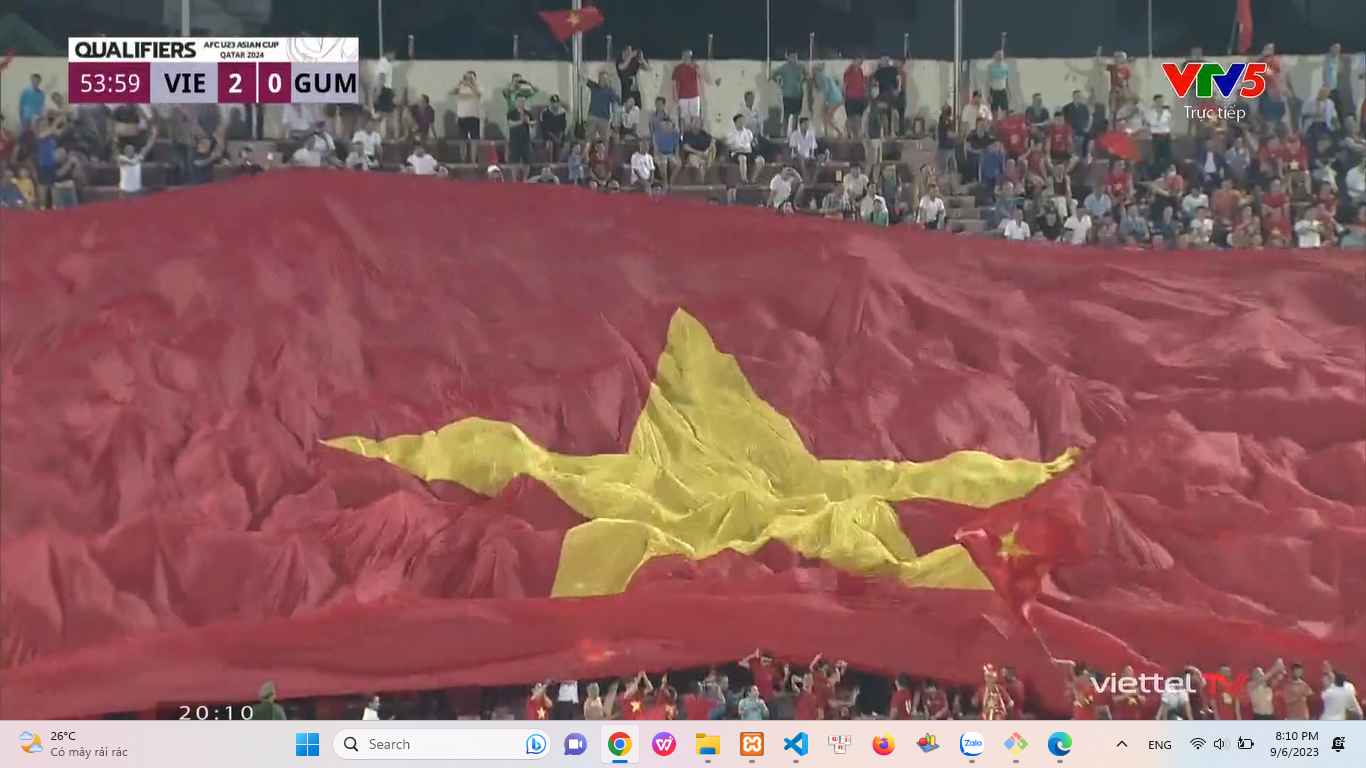 QUALIFIERS
AFC U23 ASIAN CUP
QATAR 2024
53:59 VIE 2 0 GUM
VTV5
Trực tiếp
viettel TV
20:10
26°C
Có mây rải rác
Search
Zalo
ENG
8:10 PM
9/6/2023